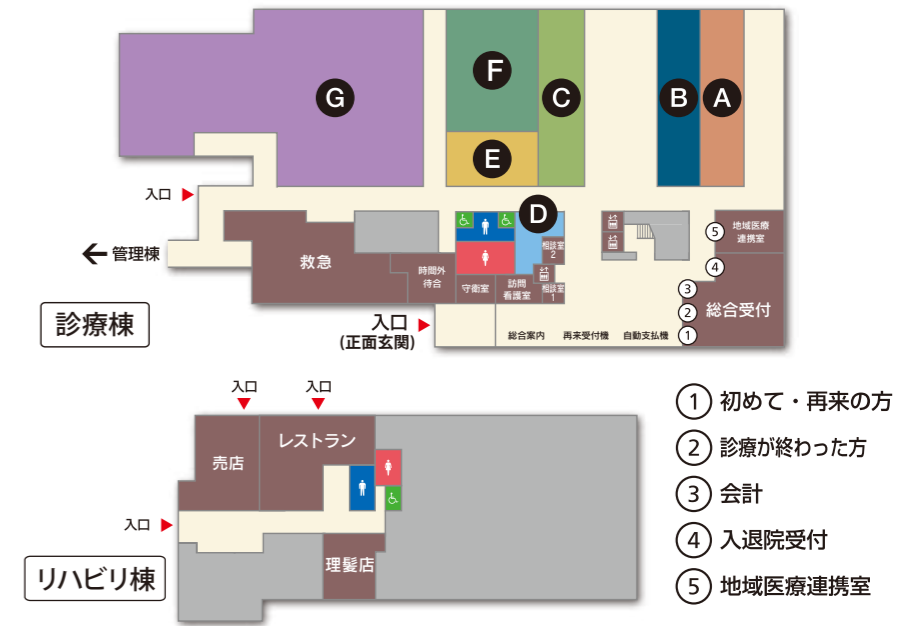 G
F
C
B
A
E
D
入口
管理棟
救急
時間外
待合
守衛室
訪問
看護室
相談室
2
相談室
1
地域医療
連携室
5
4
3
2
1
総合受付
診療棟
入口
(正面玄関)
総合案内
再来受付機
自動支払機
入口
入口
売店
レストラン
入口
理髪店
リハビリ棟
1 初めて・再来の方
2 診療が終わった方
3 会計
4 入退院受付
5 地域医療連携室